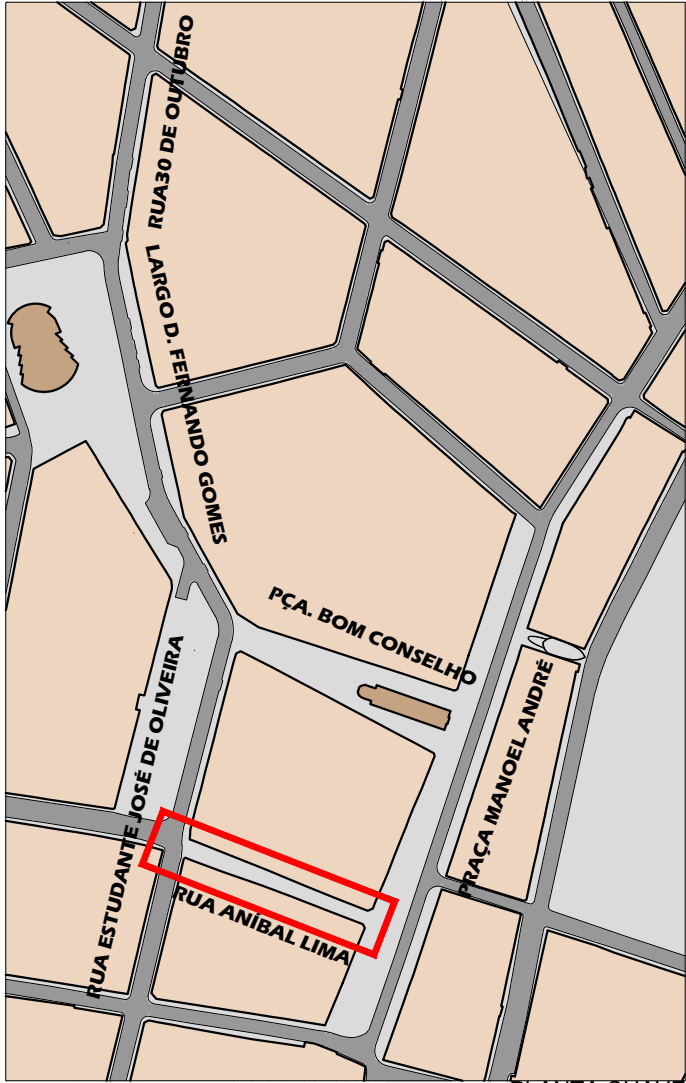 RUA30 DE OUTUBRO
LARGO D. FERNANDO GOMES
PÇA. BOM CONSELHO
PRAÇA MANOEL ANDRÉ
RUA ESTUDANTE JOSÉ DE OLIVEIRA
RUA ANÍBAL LIMA